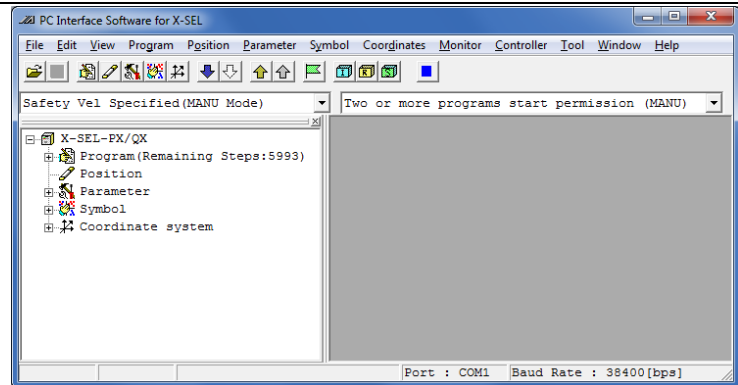 PC Interface Software for X-SEL
File Edit View Program Position Parameter Symbol Coordinates Monitor Controller Tool Window Help
Safety Vel Specified(MANU Mode) Two or more programs start permission (MANU)
X-SEL-PX/QX
Program(Remaining Steps:5993)
Position
Parameter
Symbol
Coordinate system
Port : COM1 Baud Rate : 38400[bps]